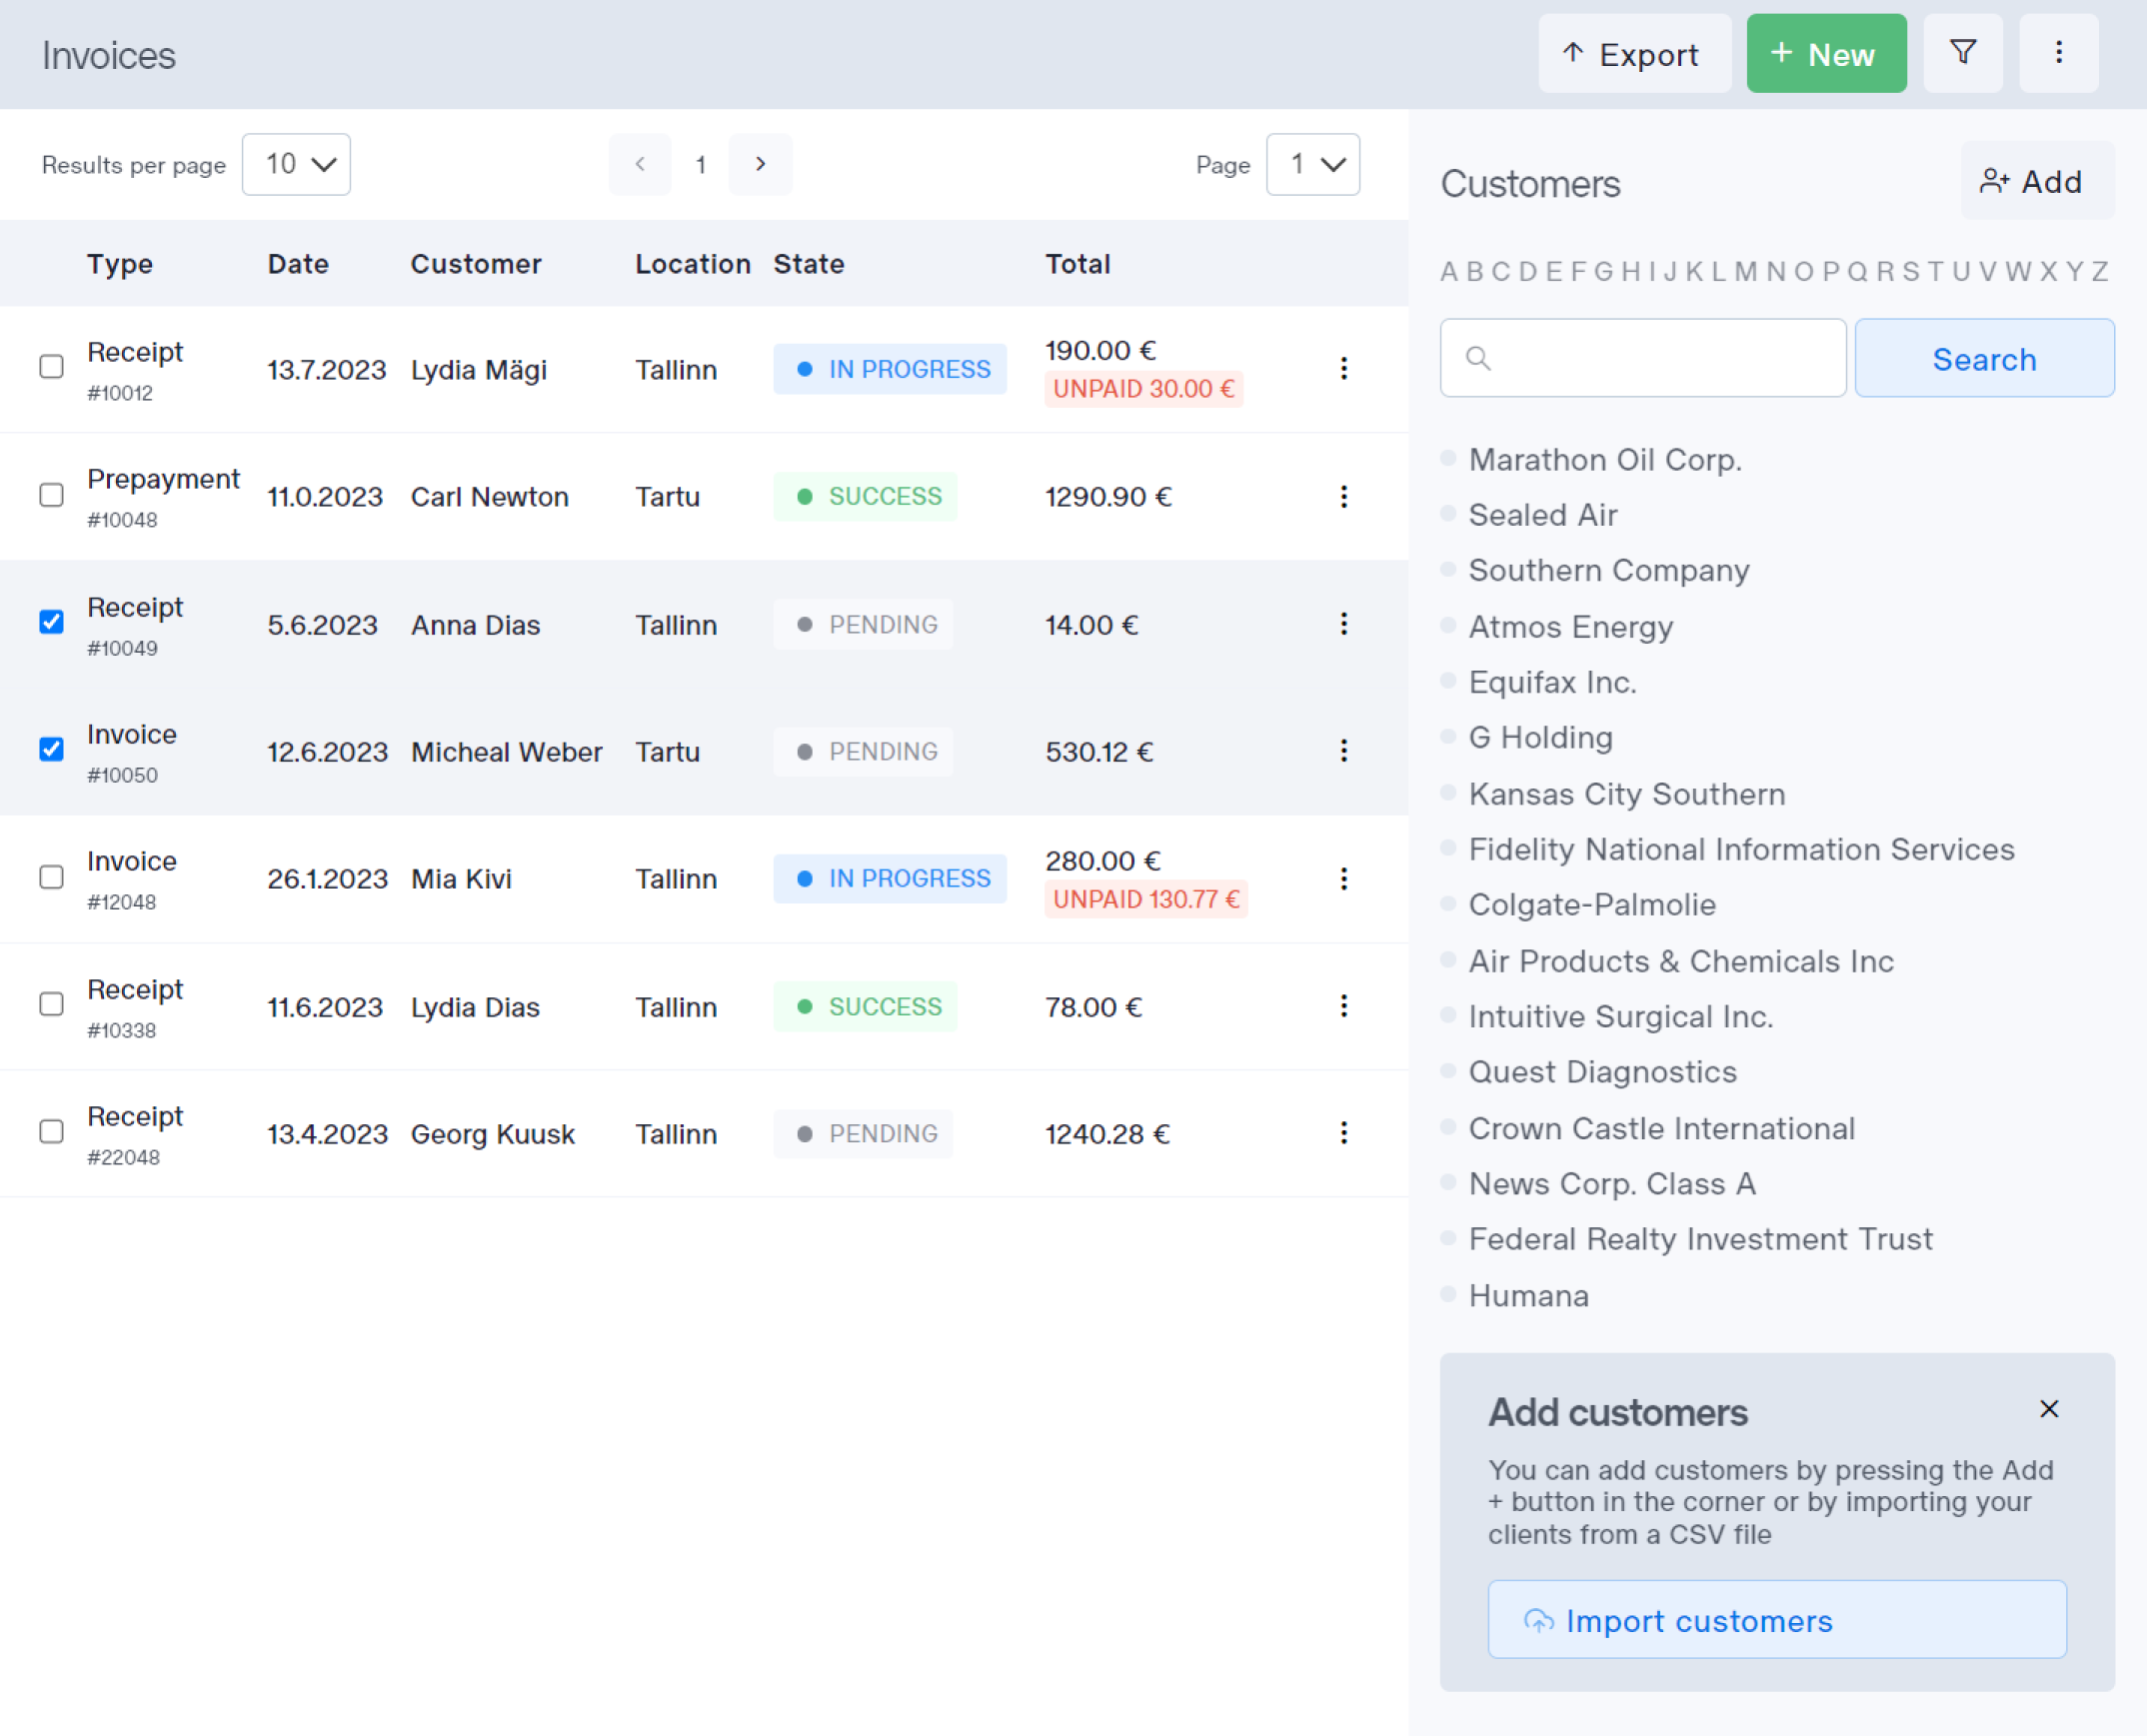 Invoices
Export
+ New
Results per page 10
1
Page 1
Type Date Customer Location State Total
Receipt
#10012
13.7.2023 Lydia Mägi Tallinn IN PROGRESS 190.00 €
UNPAID 30.00 €
Prepayment
#10048
11.0.2023 Carl Newton Tartu SUCCESS 1290.90 €
Receipt
#10049
5.6.2023 Anna Dias Tallinn PENDING 14.00 €
Invoice
#10050
12.6.2023 Micheal Weber Tartu PENDING 530.12 €
Invoice
#12048
26.1.2023 Mia Kivi Tallinn IN PROGRESS 280.00 €
UNPAID 130.77 €
Receipt
#10338
11.6.2023 Lydia Dias Tallinn SUCCESS 78.00 €
Receipt
#22048
13.4.2023 Georg Kuusk Tallinn PENDING 1240.28 €
Customers
Add
A B C D E F G H I J K L M N O P Q R S T U V W X Y Z
Search
Marathon Oil Corp.
Sealed Air
Southern Company
Atmos Energy
Equifax Inc.
G Holding
Kansas City Southern
Fidelity National Information Services
Colgate-Palmolie
Air Products & Chemicals Inc
Intuitive Surgical Inc.
Quest Diagnostics
Crown Castle International
News Corp. Class A
Federal Realty Investment Trust
Humana
Add customers
You can add customers by pressing the Add
+ button in the corner or by importing your
clients from a CSV file
Import customers